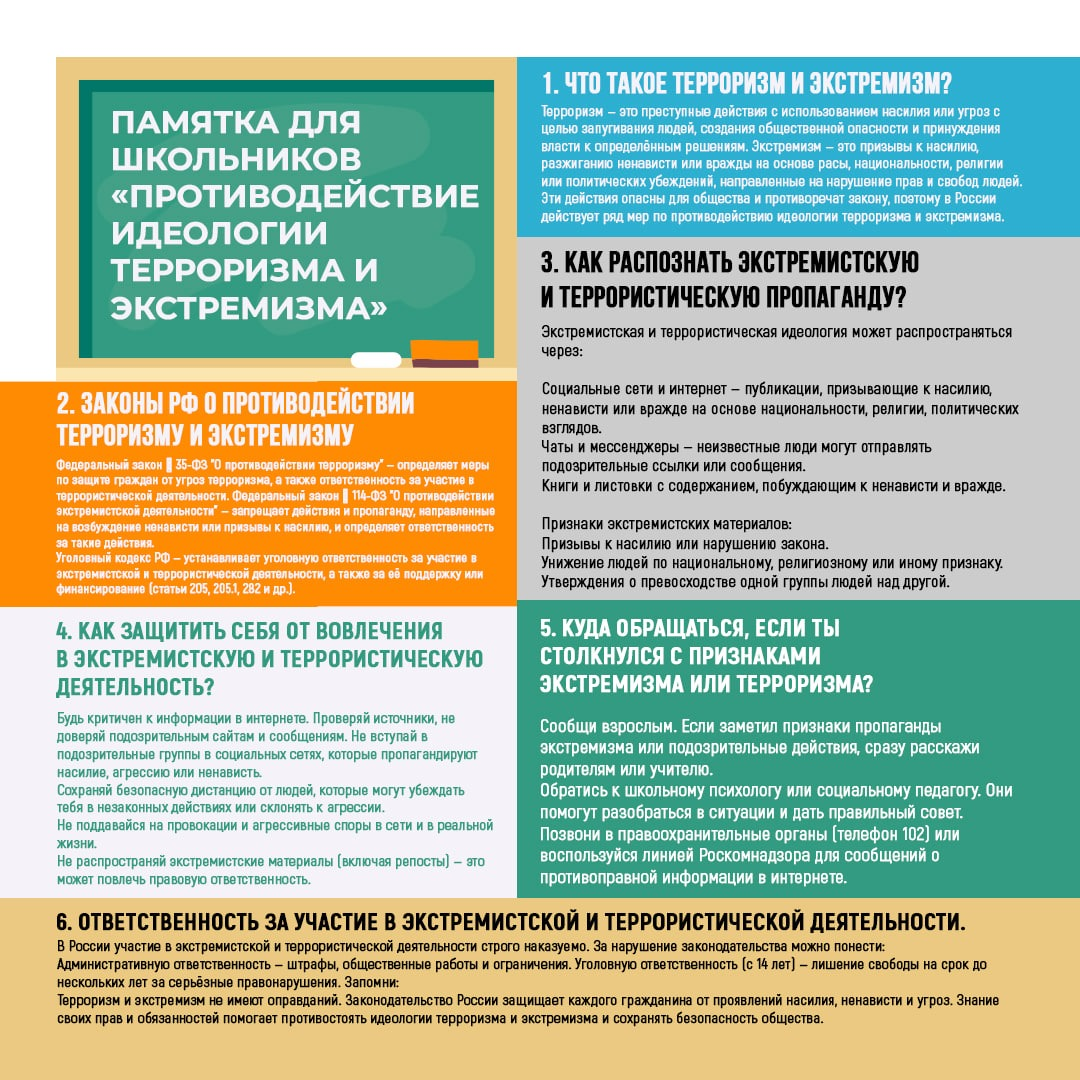 ПАМЯТКА ДЛЯ
ШКОЛЬНИКОВ
«ПРОТИВОДЕЙСТВИЕ
ИДЕОЛОГИИ
ТЕРРОРИЗМА И
ЭКСТРЕМИЗМА»
1. ЧТО ТАКОЕ ТЕРРОРИЗМ И ЭКСТРЕМИЗМ?
Терроризм – это преступные действия с использованием насилия или угроз с
целью запугивания людей, создания общественной опасности и принуждения
власти к определённым решениям. Экстремизм – это призывы к насилию,
разжиганию ненависти или вражды на основе расы, национальности, религии
или политических убеждений, направленные на нарушение прав и свобод людей.
Эти действия опасны для общества и противоречат закону, поэтому в России
действует ряд мер по противодействию идеологии терроризма и экстремизма.
2. ЗАКОНЫ РФ О ПРОТИВОДЕЙСТВИИ
ТЕРРОРИЗМУ И ЭКСТРЕМИЗМУ
Федеральный закон 35-ФЗ "О противодействии терроризму" – определяет меры
по защите граждан от угроз терроризма, а также ответственность за участие в
террористической деятельности. Федеральный закон 114-ФЗ "О противодействии
экстремистской деятельности" – запрещает действия и пропаганду, направленные
на возбуждение ненависти или призывы к насилию, и определяет ответственность
за такие действия.
Уголовный кодекс РФ – устанавливает уголовную ответственность за участие в
экстремистской и террористической деятельности, а также за её поддержку или
финансирование (статьи 205, 205.1, 282 и др.).
3. КАК РАСПОЗНАТЬ ЭКСТРЕМИСТСКУЮ
И ТЕРРОРИСТИЧЕСКУЮ ПРОПАГАНДУ?
Экстремистская и террористическая идеология может распространяться
через:
Социальные сети и интернет – публикации, призывающие к насилию,
ненависти или вражде на основе национальности, религии, политических
взглядов.
Чаты и мессенджеры – неизвестные люди могут отправлять
подозрительные ссылки или сообщения.
Книги и листовки с содержанием, побуждающим к ненависти и вражде.
Признаки экстремистских материалов:
Призывы к насилию или нарушению закона.
Унижение людей по национальному, религиозному или иному признаку.
Утверждения о превосходстве одной группы людей над другой.
4. КАК ЗАЩИТИТЬ СЕБЯ ОТ ВОВЛЕЧЕНИЯ
В ЭКСТРЕМИСТСКУЮ И ТЕРРОРИСТИЧЕСКУЮ
ДЕЯТЕЛЬНОСТЬ?
Будь критичен к информации в интернете. Проверяй источники, не
доверяй подозрительным сайтам и сообщениям. Не вступай в
подозрительные группы в социальных сетях, которые пропагандируют
насилие, агрессию или ненависть.
Сохраняй безопасную дистанцию от людей, которые могут убеждать
тебя в незаконных действиях или склонять к агрессии.
Не поддавайся на провокации и агрессивные споры в сети и в реальной
жизни.
Не распространяй экстремистские материалы (включая репосты) – это
может повлечь правовую ответственность.
5. КУДА ОБРАЩАТЬСЯ, ЕСЛИ ТЫ
СТОЛКНУЛСЯ С ПРИЗНАКАМИ
ЭКСТРЕМИЗМА ИЛИ ТЕРРОРИЗМА?
Сообщи взрослым. Если заметил признаки пропаганды
экстремизма или подозрительные действия, сразу расскажи
родителям или учителю.
Обратись к школьному психологу или социальному педагогу. Они
помогут разобраться в ситуации и дать правильный совет.
Позвони в правоохранительные органы (телефон 102) или
воспользуйся линией Роскомнадзора для сообщений о
противоправной информации в интернете.
6. ОТВЕТСТВЕННОСТЬ ЗА УЧАСТИЕ В ЭКСТРЕМИСТСКОЙ И ТЕРРОРИСТИЧЕСКОЙ ДЕЯТЕЛЬНОСТИ.
В России участие в экстремистской и террористической деятельности строго наказуемо. За нарушение законодательства можно понести:
Административную ответственность – штрафы, общественные работы и ограничения. Уголовную ответственность (с 14 лет) – лишение свободы на срок до
нескольких лет за серьёзные правонарушения. Запомни:
Терроризм и экстремизм не имеют оправданий. Законодательство России защищает каждого гражданина от проявлений насилия, ненависти и угроз. Знание
своих прав и обязанностей помогает противостоять идеологии терроризма и экстремизма и сохранять безопасность общества.